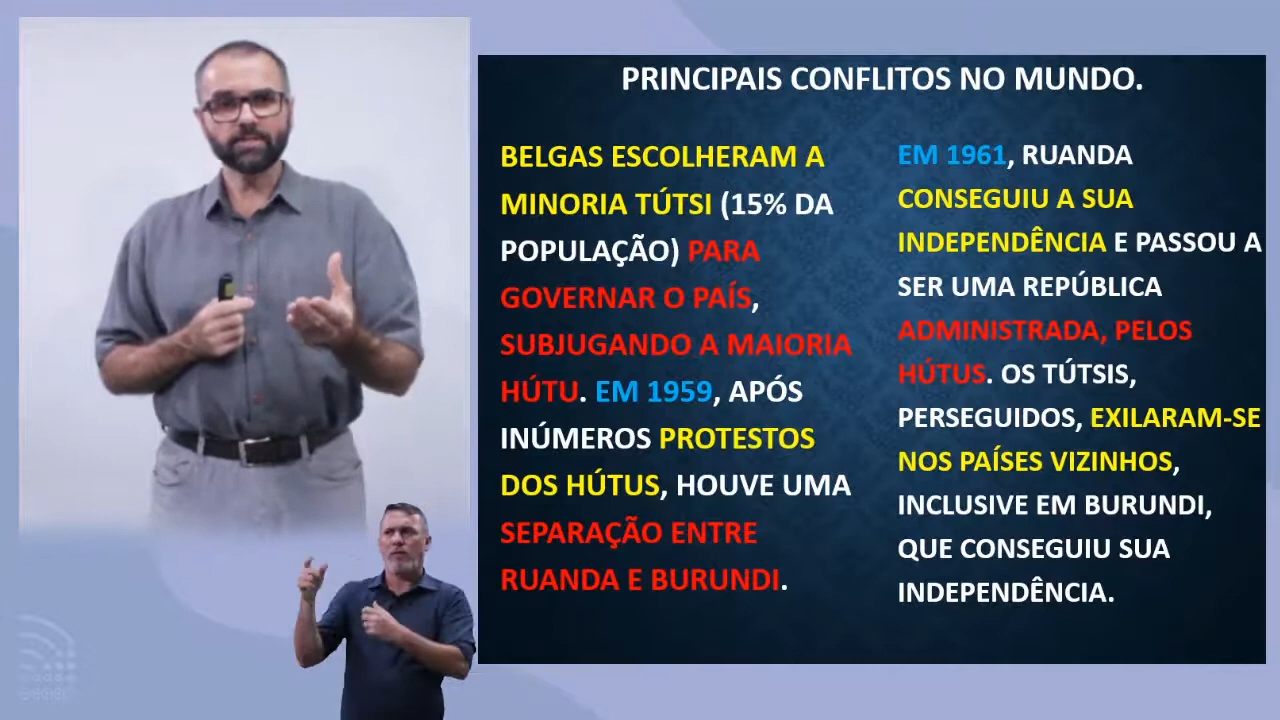 PRINCIPAIS CONFLITOS NO MUNDO.
BELGAS ESCOLHERAM A
MINORIA TÚTSI (15% DA
POPULAÇÃO) PARA
GOVERNAR O PAÍS,
SUBJUGANDO A MAIORIA
HÚTU. EM 1959, APÓS
INÚMEROS PROTESTOS
DOS HÚTUS, HOUVE UMA
SEPARAÇÃO ENTRE
RUANDA E BURUNDI.
EM 1961, RUANDA
CONSEGUIU A SUA
INDEPENDÊNCIA E PASSOU A
SER UMA REPÚBLICA
ADMINISTRADA, PELOS
HÚTUS. OS TÚTSIS,
PERSEGUIDOS, EXILARAM-SE
NOS PAÍSES VIZINHOS,
INCLUSIVE EM BURUNDI,
QUE CONSEGUIU SUA
INDEPENDÊNCIA.